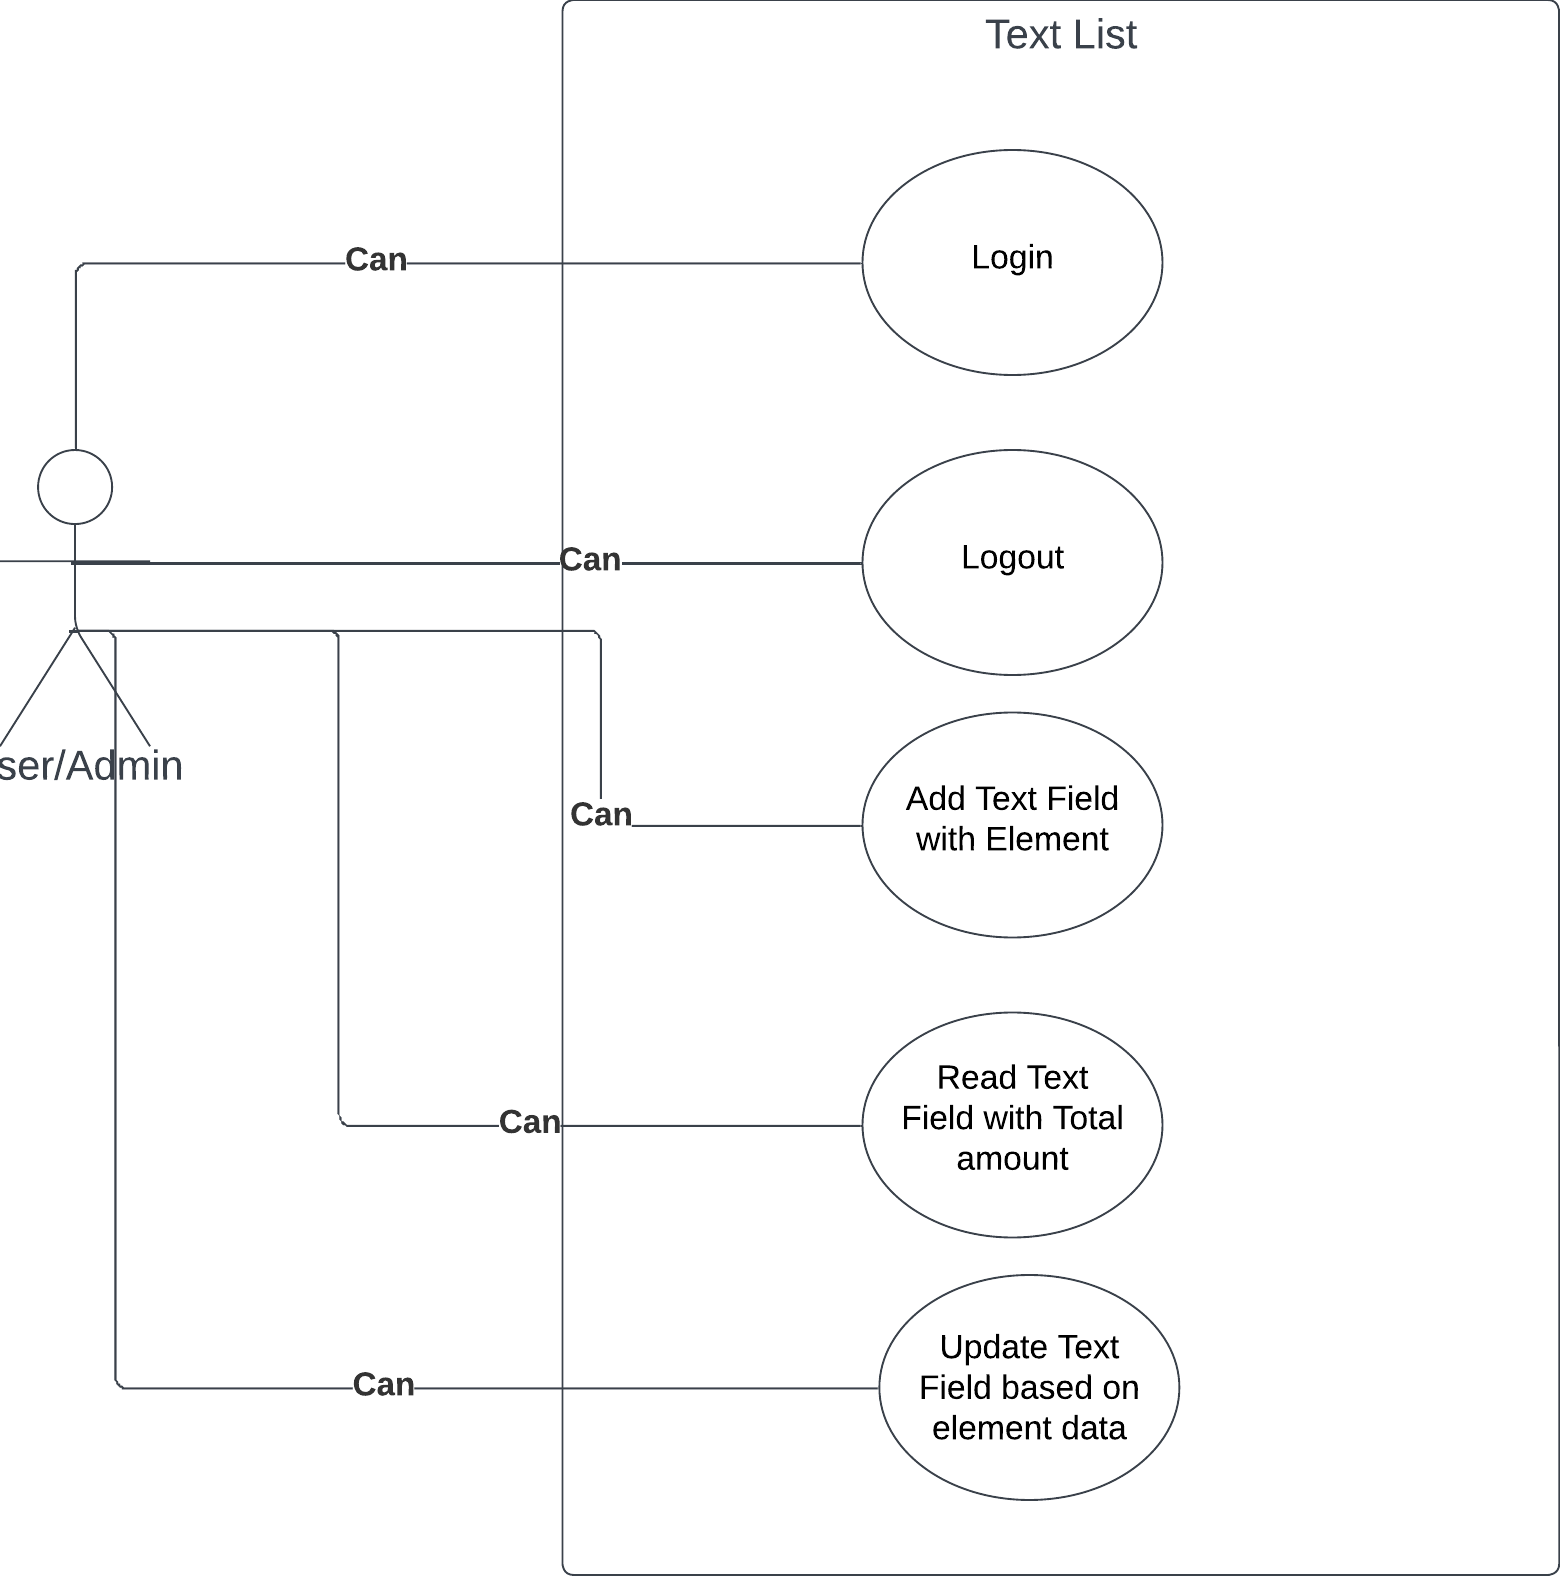 Text List
Can
Login
Can
Logout
ser/Admin
Can
Add Text Field
with Element
Can
Read Text
Field with Total
amount
Can
Update Text
Field based on
element data